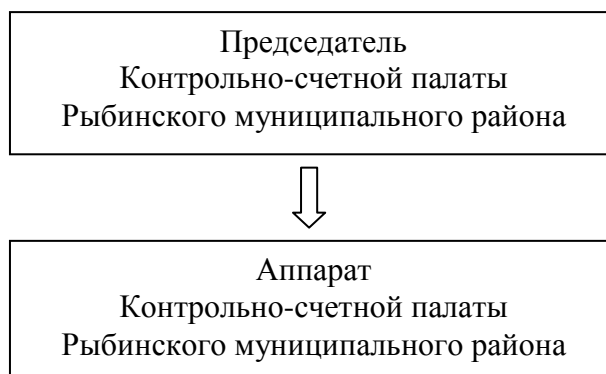 Председатель
Контрольно-счетной палаты
Рыбинского муниципального района
Аппарат
Контрольно-счетной палаты
Рыбинского муниципального района